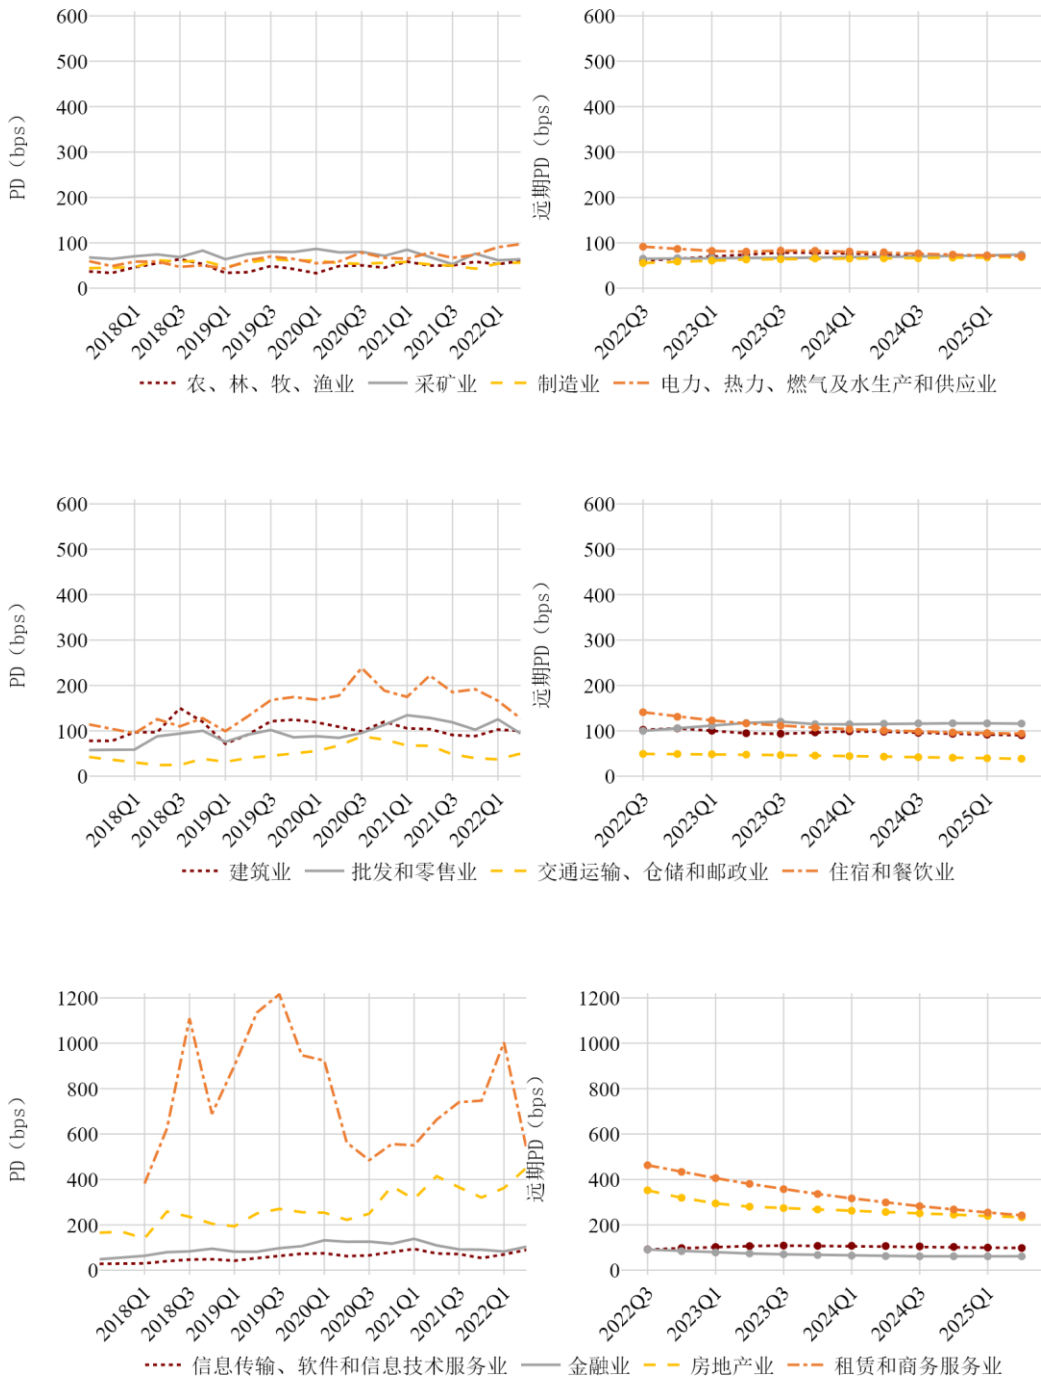 600 600
500 500
400 400
300 300
200 200
100 100
0 0
PD（bps） 远期PD（bps）
2018Q1 2018Q3 2019Q1 2019Q3 2020Q1 2020Q3 2021Q1 2021Q3 2022Q1 2022Q3 2023Q1 2023Q3 2024Q1 2024Q3 2025Q1
农、林、牧、渔业 采矿业 制造业 电力、热力、燃气及水生产和供应业
600 600
500 500
400 400
300 300
200 200
100 100
0 0
PD（bps） 远期PD（bps）
2018Q1 2018Q3 2019Q1 2019Q3 2020Q1 2020Q3 2021Q1 2021Q3 2022Q1 2022Q3 2023Q1 2023Q3 2024Q1 2024Q3 2025Q1
建筑业 批发和零售业 交通运输、仓储和邮政业 住宿和餐饮业
1200 1200
1000 1000
800 800
600 600
400 400
200 200
0 0
PD（bps） 远期PD（bps）
2018Q1 2018Q3 2019Q1 2019Q3 2020Q1 2020Q3 2021Q1 2021Q3 2022Q1 2022Q3 2023Q1 2023Q3 2024Q1 2024Q3 2025Q1
信息传输、软件和信息技术服务业 金融业 房地产业 租赁和商务服务业